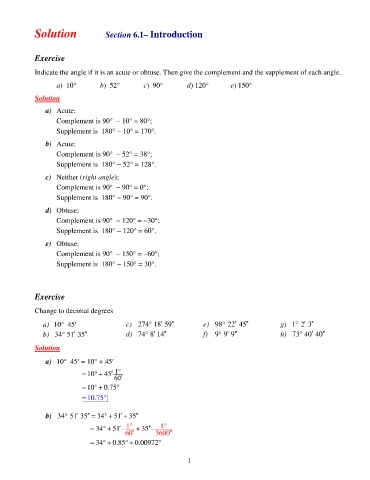 Solution Section 6.1– Introduction
Exercise
Indicate the angle if it is an acute or obtuse. Then give the complement and the supplement of each angle.
a) 10° b) 52° c) 90° d) 120° e) 150°
Solution
a) Acute;
Complement is 90° − 10° = 80°;
Supplement is 180° − 10° = 170°.
b) Acute;
Complement is 90° − 52° = 38°;
Supplement is 180° − 52° = 128°.
c) Neither (right angle);
Complement is 90° − 90° = 0°;
Supplement is 180° − 90° = 90°.
d) Obtuse;
Complement is 90° − 120° = −30°;
Supplement is 180° − 120° = 60°.
e) Obtuse;
Complement is 90° − 150° = −60°;
Supplement is 180° − 150° = 30°.
Exercise
Change to decimal degrees
a) 10° 45′ c) 274° 18′ 59″ e) 98° 22′ 45″ g) 1° 2′ 3″
b) 34° 51′ 35″ d) 74° 8′ 14″ f) 9° 9′ 9″ h) 73° 40′ 40″
Solution
a) 10° 45′ = 10° + 45′
= 10° + 45′ 1°/60′
= 10° + 0.75°
= 10.75°
b) 34° 51′ 35″ = 34° + 51′ + 35″
= 34° + 51′ · 1°/60′ + 35″ · 1°/3600″
= 34° + 0.85° + 0.00972°
1